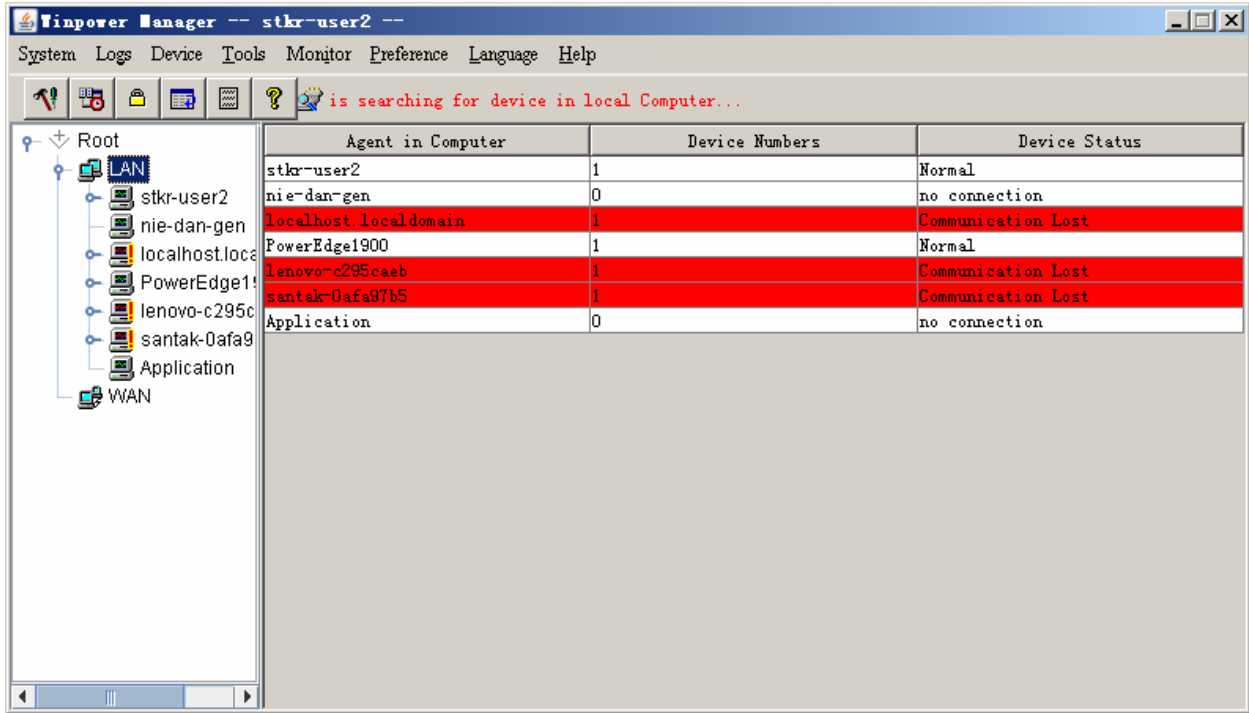 Winpower Manager -- stkr-user2 --
System Logs Device Tools Monitor Preference Language Help
is searching for device in local Computer...
Root
LAN
stkr-user2
nie-dan-gen
localhost.loca
PowerEdge1
lenovo-c295c
santak-0afa9
Application
WAN
Agent in Computer Device Numbers Device Status
stkr-user2 1 Normal
nie-dan-gen 0 no connection
localhost.localdomain 1 Communication Lost
PowerEdge1900 1 Normal
lenovo-c295caeb 1 Communication Lost
santak-0afa97b5 1 Communication Lost
Application 0 no connection